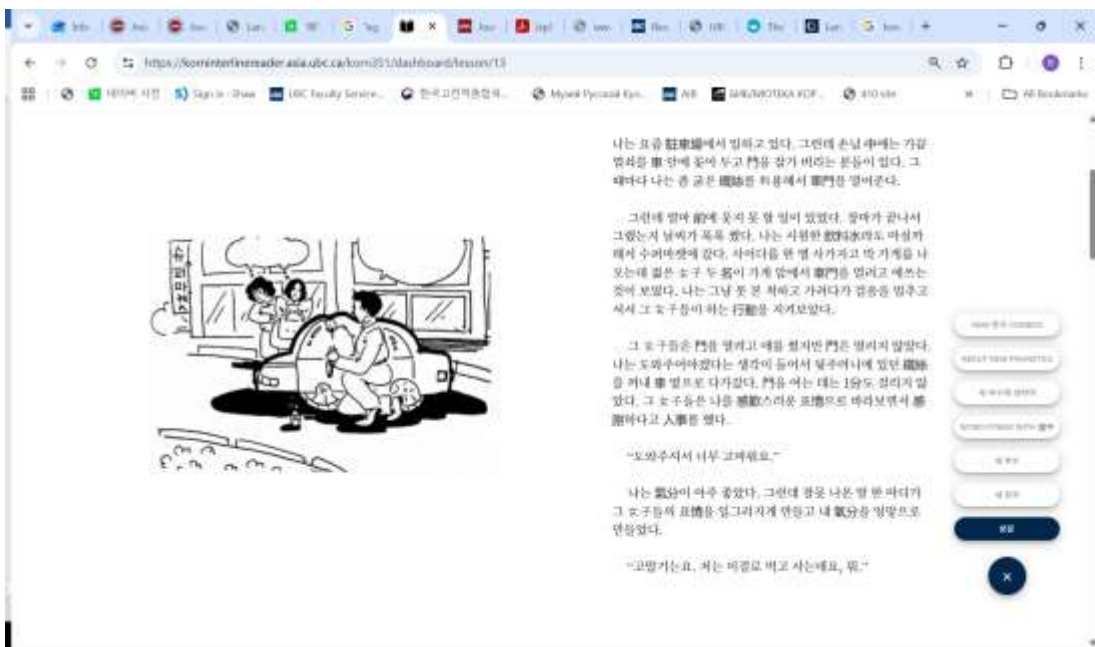 https://korninterlinereader.asia.ubc.ca/korn351/dashboard/lesson/13
UBC Faculty Service...
All Bookmarks
나는 요즘 駐車場에서 일하고 있다. 그런데 손님 中에는 가끔
열쇠를 車 안에 꽂아 두고 門을 잠가 버리는 분들이 있다. 그
때마다 나는 좀 굵은 鐵絲를 利用해서 車門을 열어준다.
그런데 얼마 前에 웃지 못 할 일이 있었다. 장마가 끝나서
그랬는지 날씨가 푹푹 쪘다. 나는 시원한 飮料水라도 마실까
해서 수퍼마켓에 갔다. 사이다를 한 병 사가지고 막 가게를 나
오는데 젊은 女子 두 名이 가게 앞에서 車門을 열려고 애쓰는
것이 보였다. 나는 그냥 못 본 척하고 가려다가 걸음을 멈추고
서서 그 女子들이 하는 行動을 지켜보았다.
그 女子들은 門을 열려고 애를 썼지만 門은 열리지 않았다.
나는 도와주어야겠다는 생각이 들어서 뒷주머니에 있던 鐵絲
를 꺼내 車 옆으로 다가갔다. 門을 여는 데는 1分도 걸리지 않
았다. 그 女子들은 나를 感歎스러운 表情으로 바라보면서 感
謝하다고 人事를 했다.
“도와주셔서 너무 고마워요.”
나는 氣分이 아주 좋았다. 그런데 잘못 나온 말 한 마디가
그 女子들의 表情을 일그러지게 만들고 내 氣分을 엉망으로
만들었다.
“고맙기는요. 저는 이걸로 먹고 사는데요, 뭐.”